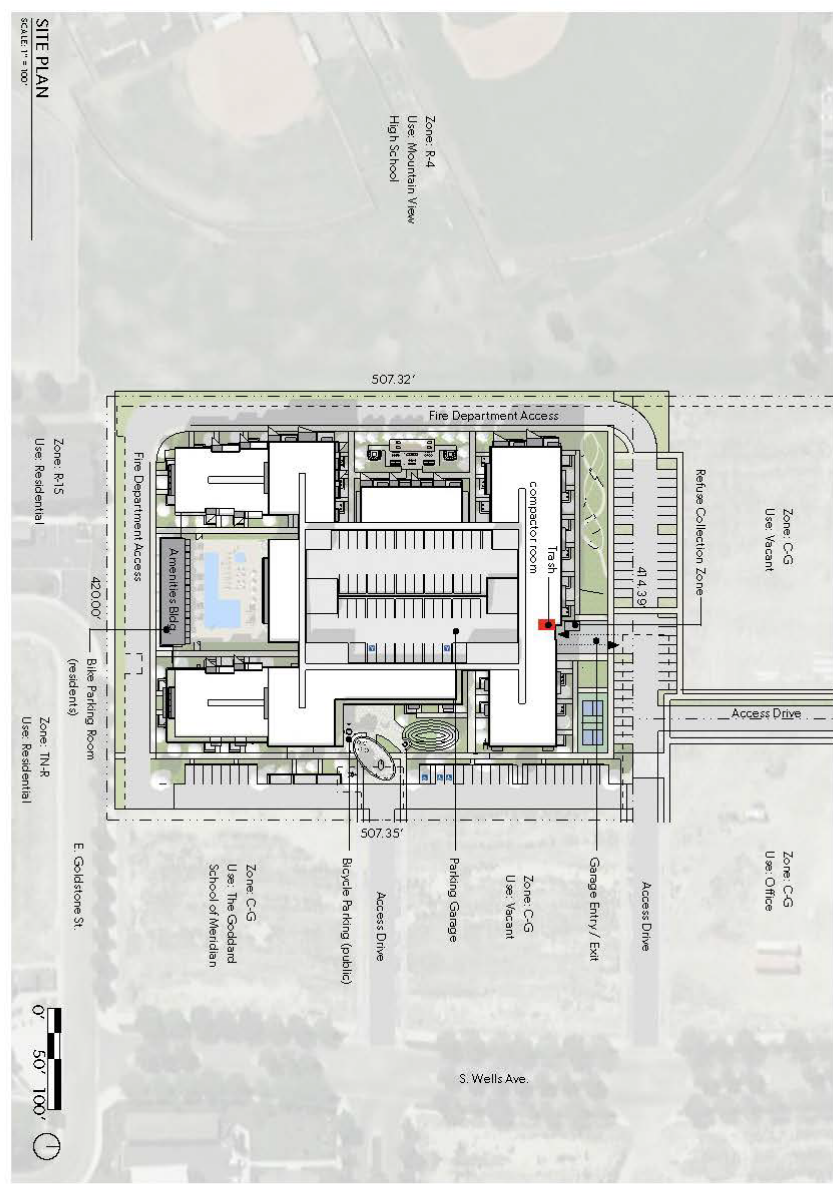 SITE PLAN
SCALE: 1" = 100'
Zone: R-4
Use: Mountain View
High School
507.32'
Fire Department Access
Zone: R-15
Use: Residential
Fire Department Access
420.00'
Amenities Bldg
Trash
compactor room
Refuse Collection Zone
414.39'
Zone: C-G
Use: Vacant
Bike Parking Room
(residents)
Zone: TN-R
Use: Residential
Access Drive
507.35'
E. Goldstone St.
Zone: C-G
Use: The Goddard
School of Meridian
Bicycle Parking (public)
Access Drive
Parking Garage
Zone: C-G
Use: Vacant
Garage Entry / Exit
Access Drive
Zone: C-G
Use: Office
S. Wells Ave.
0' 50' 100'